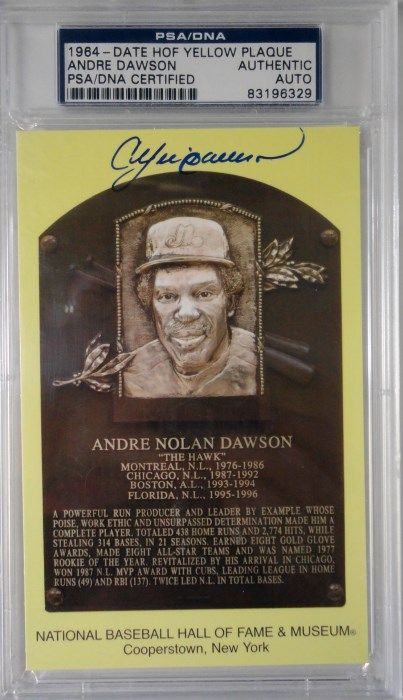 PSA/DNA
1964-DATE HOF YELLOW PLAQUE
ANDRE DAWSON AUTHENTIC
PSA/DNA CERTIFIED AUTO
83196329
Andre Dawson
ANDRE NOLAN DAWSON
"THE HAWK"
MONTREAL, N.L., 1976-1986
CHICAGO, N.L., 1987-1992
BOSTON, A.L., 1993-1994
FLORIDA, N.L., 1995-1996
A POWERFUL RUN PRODUCER AND LEADER BY EXAMPLE WHOSE
POISE, WORK ETHIC AND UNSURPASSED DETERMINATION MADE HIM A
COMPLETE PLAYER. TOTALED 438 HOME RUNS AND 2,774 HITS, WHILE
STEALING 314 BASES, IN 21 SEASONS. EARNED EIGHT GOLD GLOVE
AWARDS, MADE EIGHT ALL-STAR TEAMS AND WAS NAMED 1977
ROOKIE OF THE YEAR. REVITALIZED BY HIS ARRIVAL IN CHICAGO,
WON 1987 N.L. MVP AWARD WITH CUBS, LEADING LEAGUE IN HOME
RUNS (49) AND RBI (137). TWICE LED N.L. IN TOTAL BASES.
NATIONAL BASEBALL HALL OF FAME & MUSEUM®
Cooperstown, New York